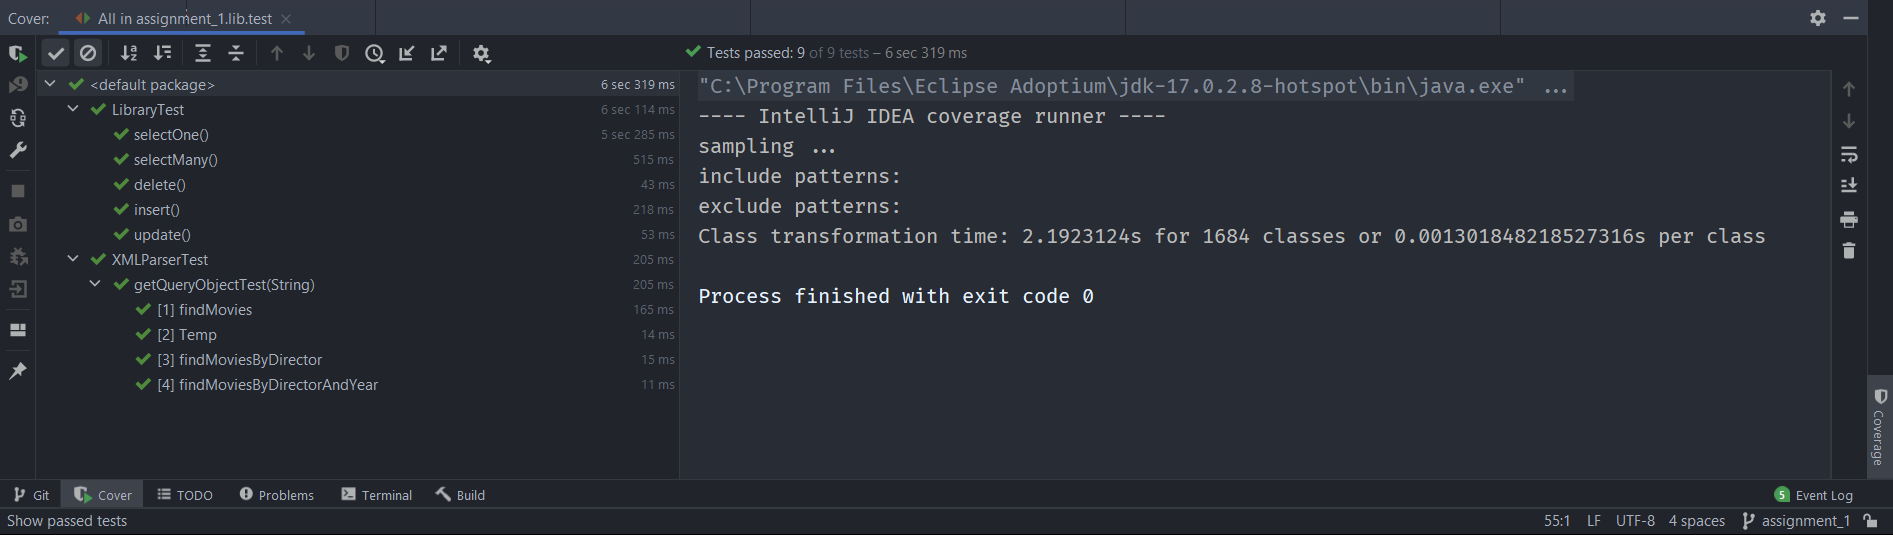 Cover: All in assignment_1.lib.test
Tests passed: 9 of 9 tests – 6 sec 319 ms
<default package> 6 sec 319 ms
LibraryTest 6 sec 114 ms
selectOne() 5 sec 285 ms
selectMany() 515 ms
delete() 43 ms
insert() 218 ms
update() 53 ms
XMLParserTest 205 ms
getQueryObjectTest(String) 205 ms
[1] findMovies 165 ms
[2] Temp 14 ms
[3] findMoviesByDirector 15 ms
[4] findMoviesByDirectorAndYear 11 ms
"C:\Program Files\Eclipse Adoptium\jdk-17.0.2.8-hotspot\bin\java.exe" ...
---- IntelliJ IDEA coverage runner ----
sampling ...
include patterns:
exclude patterns:
Class transformation time: 2.1923124s for 1684 classes or 0.001301848218527316s per class
Process finished with exit code 0
Coverage
Git Cover TODO Problems Terminal Build 5 Event Log
Show passed tests 55:1 LF UTF-8 4 spaces assignment_1